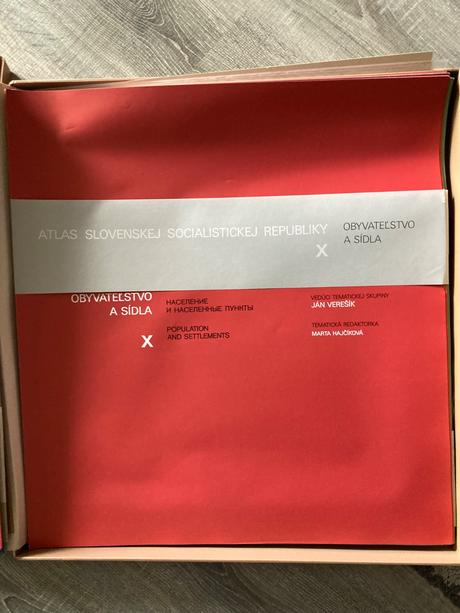 ATLAS SLOVENSKEJ SOCIALISTICKEJ REPUBLIKY
X
OBYVATEĽSTVO
A SÍDLA
OBYVATEĽSTVO
A SÍDLA
X
НАСЕЛЕНИЕ
И НАСЕЛЕННЫЕ ПУНКТЫ
POPULATION
AND SETTLEMENTS
VEDÚCI TEMATICKEJ SKUPINY
JÁN VEREŠÍK
TEMATICKÁ REDAKTORKA
MARTA HAJČÍKOVÁ